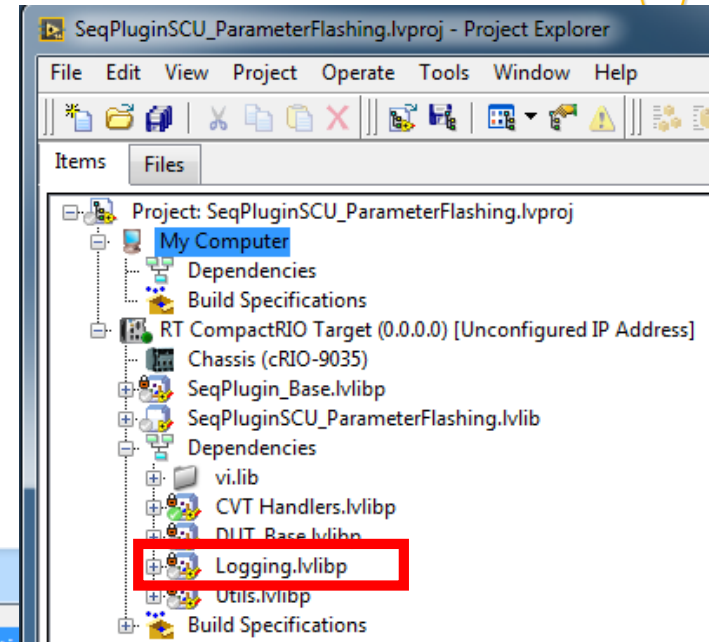 SeqPluginSCU_ParameterFlashing.lvproj - Project Explorer
File Edit View Project Operate Tools Window Help
Items Files
Project: SeqPluginSCU_ParameterFlashing.lvproj
My Computer
Dependencies
Build Specifications
RT CompactRIO Target (0.0.0.0) [Unconfigured IP Address]
Chassis (cRIO-9035)
SeqPlugin_Base.lvlibp
SeqPluginSCU_ParameterFlashing.lvlib
Dependencies
vi.lib
CVT Handlers.lvlibp
DUT_Base.lvlibp
Logging.lvlibp
Utils.lvlibp
Build Specifications